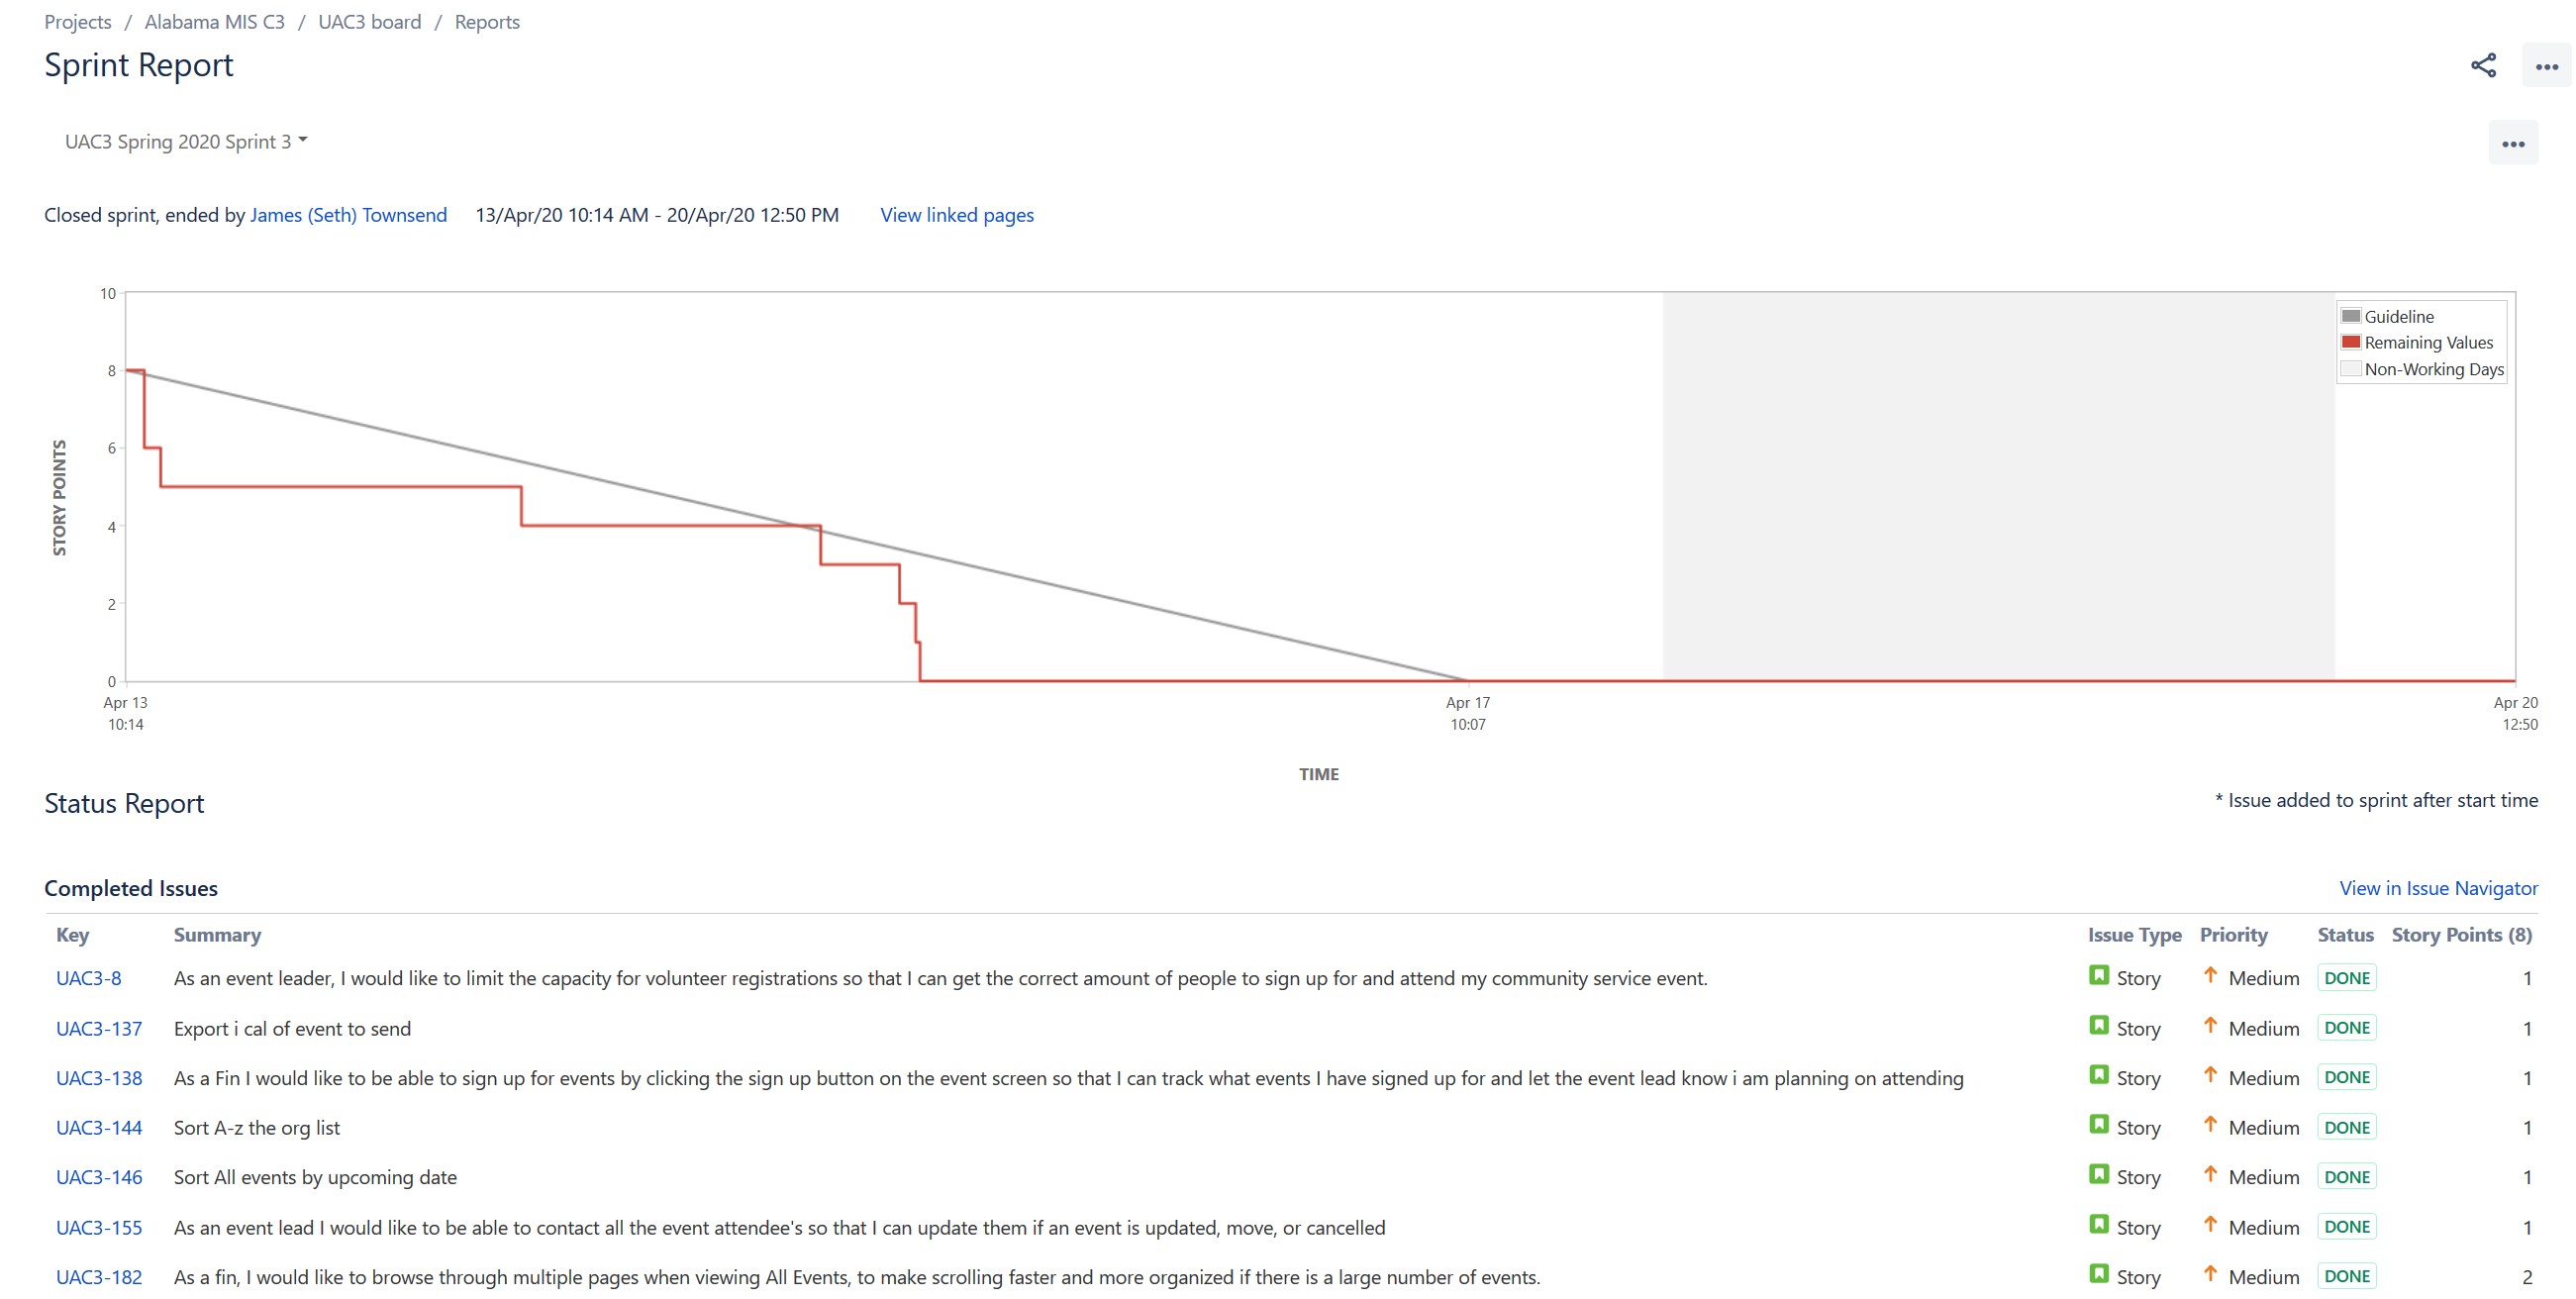 Projects / Alabama MIS C3 / UAC3 board / Reports
Sprint Report
UAC3 Spring 2020 Sprint 3
Closed sprint, ended by James (Seth) Townsend 13/Apr/20 10:14 AM - 20/Apr/20 12:50 PM View linked pages
10
8
6
4
2
0
STORY POINTS
Guideline
Remaining Values
Non-Working Days
Apr 13
10:14
Apr 17
10:07
Apr 20
12:50
TIME
Status Report
* Issue added to sprint after start time
Completed Issues View in Issue Navigator
Key Summary Issue Type Priority Status Story Points (8)
UAC3-8 As an event leader, I would like to limit the capacity for volunteer registrations so that I can get the correct amount of people to sign up for and attend my community service event. Story Medium DONE 1
UAC3-137 Export i cal of event to send Story Medium DONE 1
UAC3-138 As a Fin I would like to be able to sign up for events by clicking the sign up button on the event screen so that I can track what events I have signed up for and let the event lead know i am planning on attending Story Medium DONE 1
UAC3-144 Sort A-z the org list Story Medium DONE 1
UAC3-146 Sort All events by upcoming date Story Medium DONE 1
UAC3-155 As an event lead I would like to be able to contact all the event attendee's so that I can update them if an event is updated, move, or cancelled Story Medium DONE 1
UAC3-182 As a fin, I would like to browse through multiple pages when viewing All Events, to make scrolling faster and more organized if there is a large number of events. Story Medium DONE 2